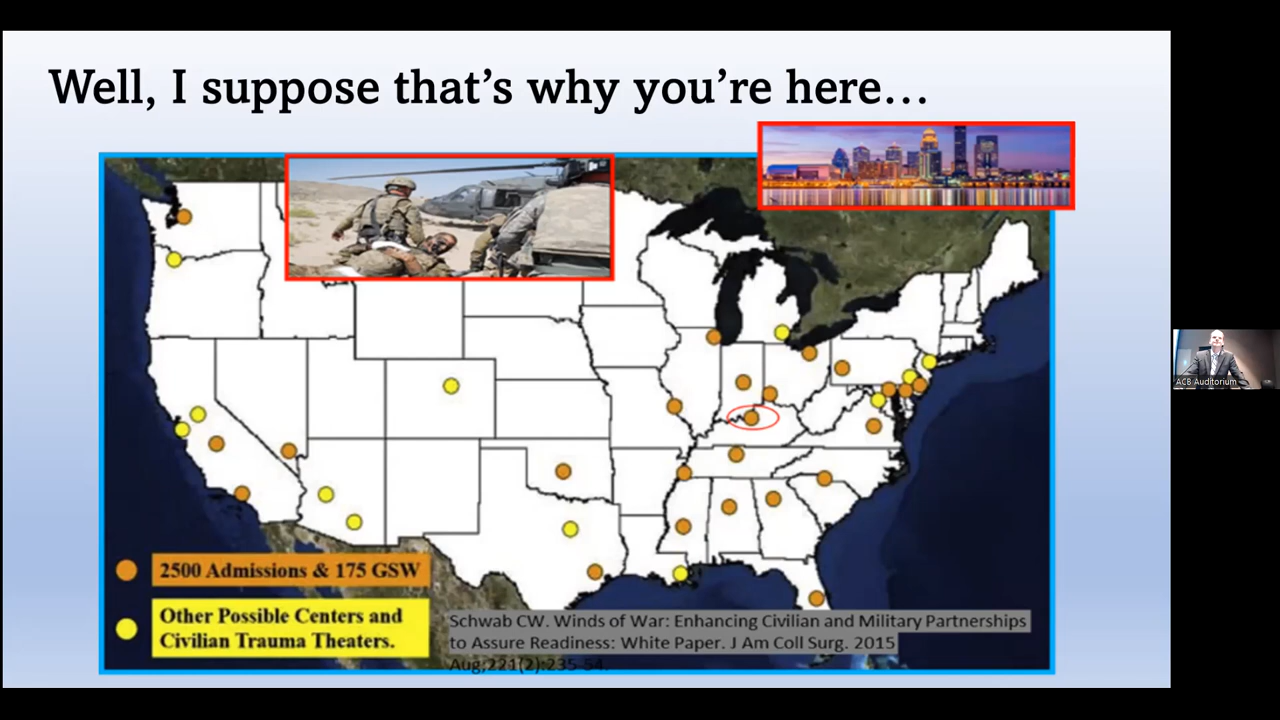 Well, I suppose that's why you're here…
ACB Auditorium
2500 Admissions & 175 GSW
Other Possible Centers and
Civilian Trauma Theaters.
Schwab CW. Winds of War: Enhancing Civilian and Military Partnerships
to Assure Readiness: White Paper. J Am Coll Surg. 2015
Aug;221(2):235-54.